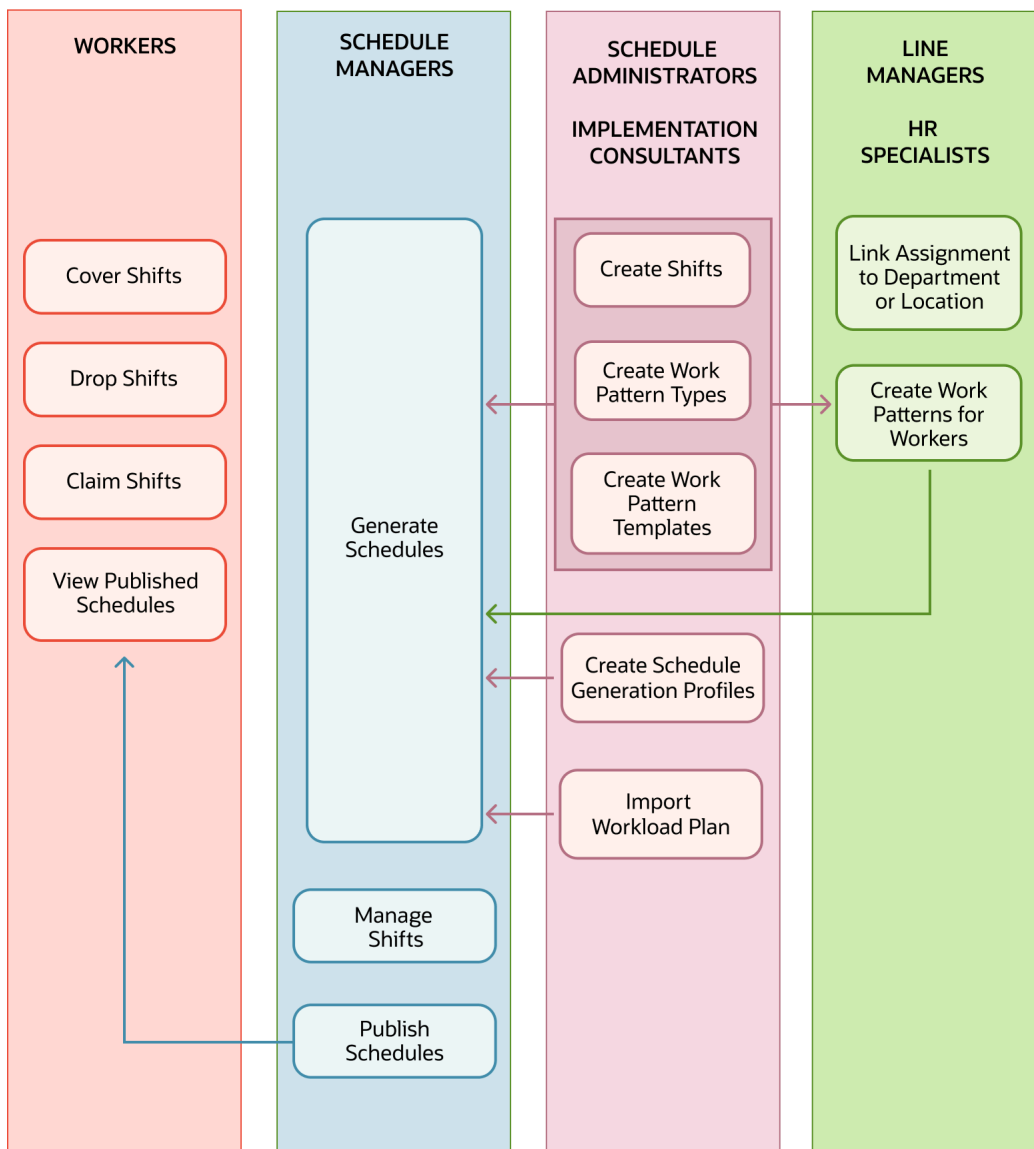 WORKERS
Cover Shifts
Drop Shifts
Claim Shifts
View Published
Schedules
SCHEDULE
MANAGERS
Generate
Schedules
Manage
Shifts
Publish
Schedules
SCHEDULE
ADMINISTRATORS
IMPLEMENTATION
CONSULTANTS
Create Shifts
Create Work
Pattern Types
Create Work
Pattern
Templates
Create Schedule
Generation Profiles
Import
Workload Plan
LINE
MANAGERS
HR
SPECIALISTS
Link Assignment
to Department
or Location
Create Work
Patterns for
Workers